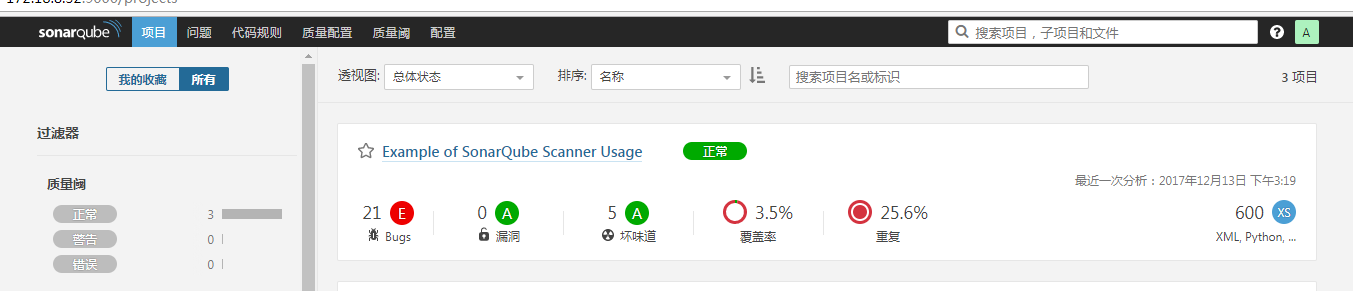 sonarqube 项目 问题 代码规则 质量配置 质量阈 配置 搜索项目，子项目和文件 A
我的收藏 所有 透视图: 总体状态 排序: 名称 搜索项目名或标识 3 项目
过滤器
Example of SonarQube Scanner Usage 正常
质量阈
最近一次分析：2017年12月13日 下午3:19
正常 3
警告 0
错误 0
21 E 0 A 5 A 3.5% 25.6% 600 XS
Bugs 漏洞 坏味道 覆盖率 重复 XML, Python, ...